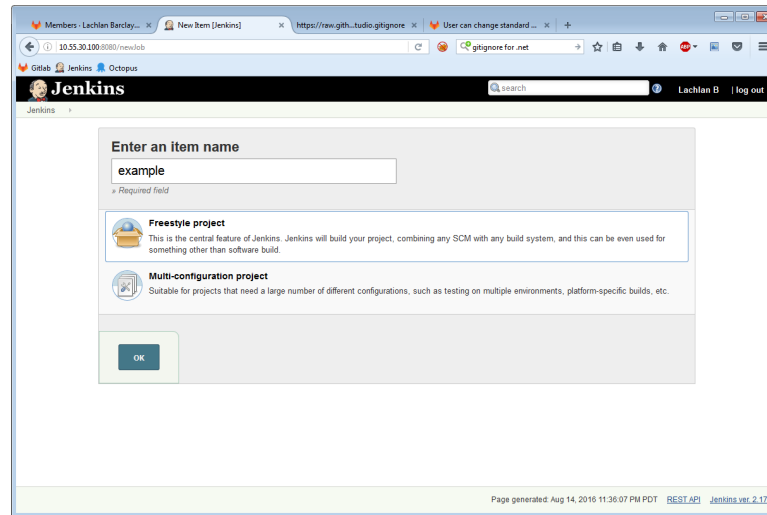 Members · Lachlan Barclay... × New Item [Jenkins] × https://raw.gith...tudio.gitignore × User can change standard ... × +
10.55.30.100:8080/newJob gitignore for .net ABP
Gitlab Jenkins Octopus
Jenkins search Lachlan B | log out
Jenkins
Enter an item name
example
» Required field
Freestyle project
This is the central feature of Jenkins. Jenkins will build your project, combining any SCM with any build system, and this can be even used for
something other than software build.
Multi-configuration project
Suitable for projects that need a large number of different configurations, such as testing on multiple environments, platform-specific builds, etc.
OK
Page generated: Aug 14, 2016 11:36:07 PM PDT REST API Jenkins ver. 2.17